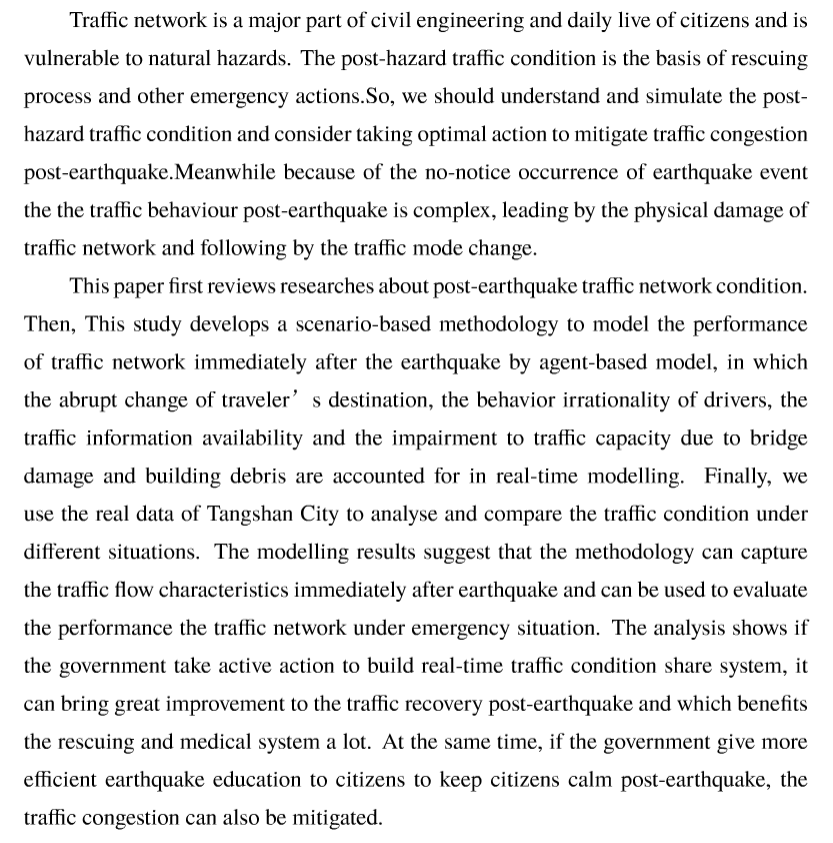 Traffic network is a major part of civil engineering and daily live of citizens and is
vulnerable to natural hazards. The post-hazard traffic condition is the basis of rescuing
process and other emergency actions.So, we should understand and simulate the post-
hazard traffic condition and consider taking optimal action to mitigate traffic congestion
post-earthquake.Meanwhile because of the no-notice occurrence of earthquake event
the the traffic behaviour post-earthquake is complex, leading by the physical damage of
traffic network and following by the traffic mode change.
This paper first reviews researches about post-earthquake traffic network condition.
Then, This study develops a scenario-based methodology to model the performance
of traffic network immediately after the earthquake by agent-based model, in which
the abrupt change of traveler’ s destination, the behavior irrationality of drivers, the
traffic information availability and the impairment to traffic capacity due to bridge
damage and building debris are accounted for in real-time modelling. Finally, we
use the real data of Tangshan City to analyse and compare the traffic condition under
different situations. The modelling results suggest that the methodology can capture
the traffic flow characteristics immediately after earthquake and can be used to evaluate
the performance the traffic network under emergency situation. The analysis shows if
the government take active action to build real-time traffic condition share system, it
can bring great improvement to the traffic recovery post-earthquake and which benefits
the rescuing and medical system a lot. At the same time, if the government give more
efficient earthquake education to citizens to keep citizens calm post-earthquake, the
traffic congestion can also be mitigated.